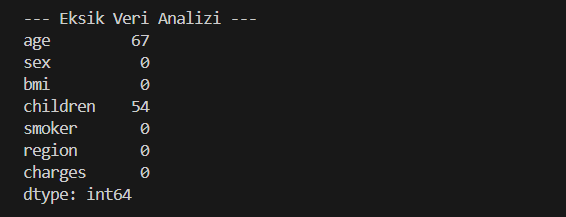 --- Eksik Veri Analizi ---
age 67
sex 0
bmi 0
children 54
smoker 0
region 0
charges 0
dtype: int64